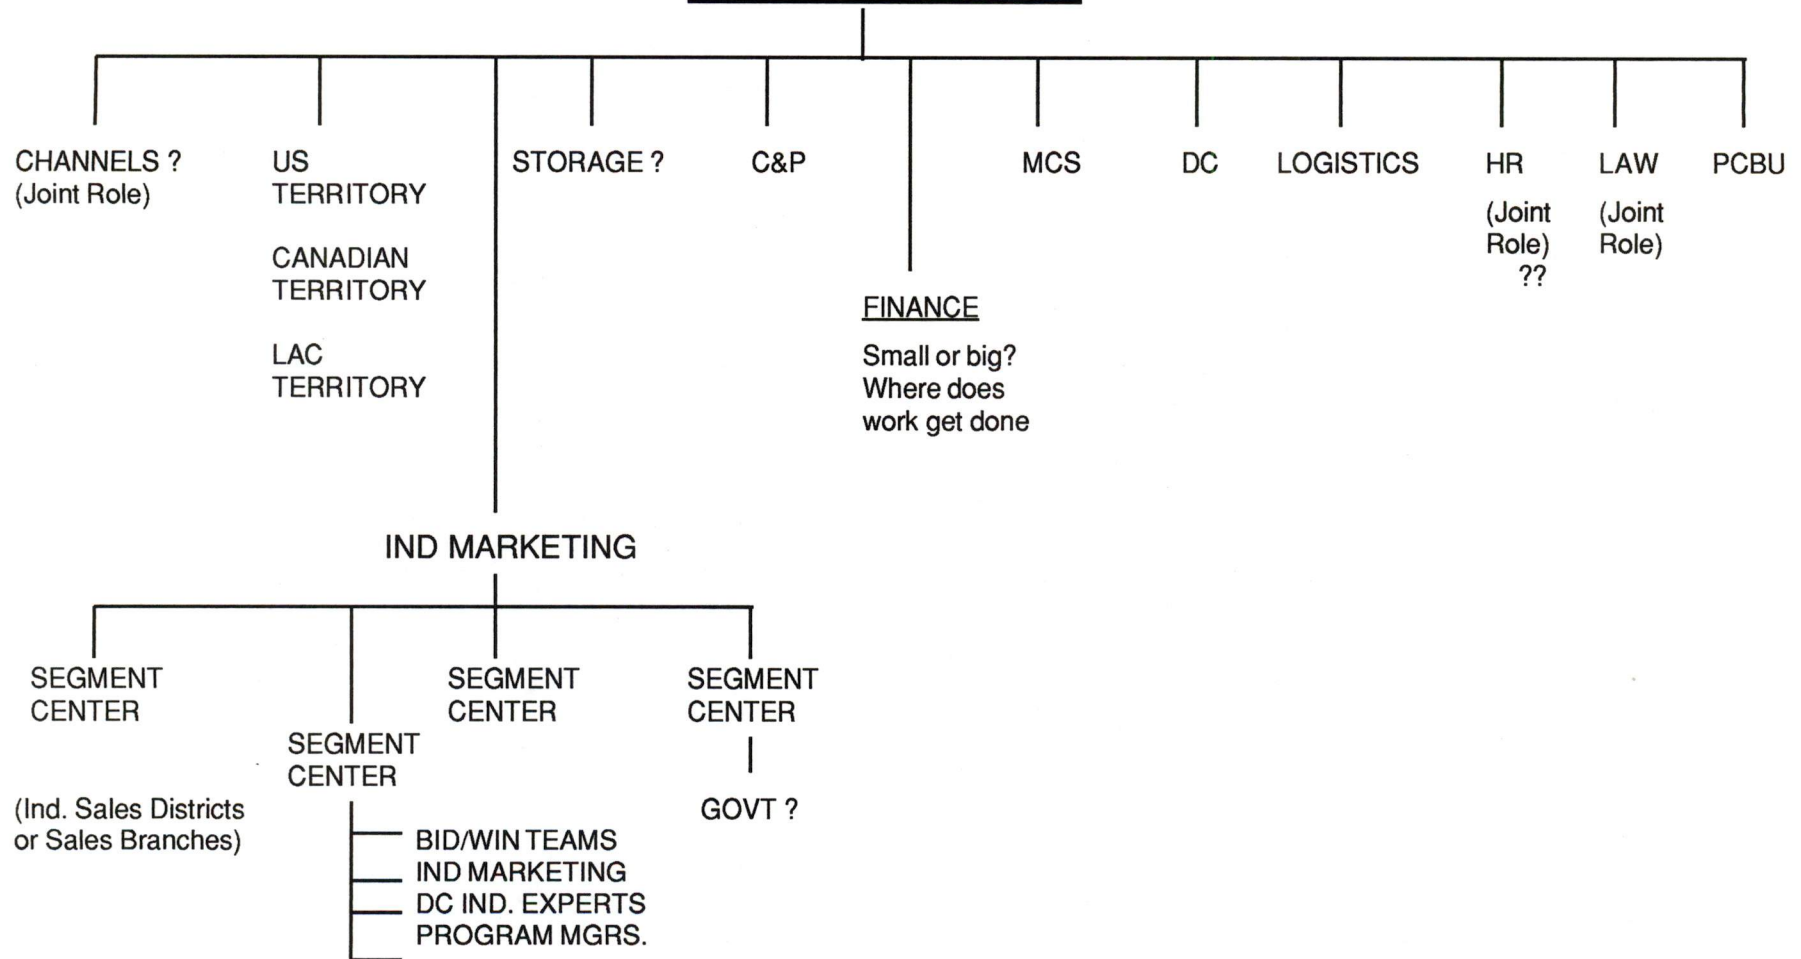 CHANNELS ?
(Joint Role)
US
TERRITORY
CANADIAN
TERRITORY
LAC
TERRITORY
STORAGE ?
C&P
FINANCE
Small or big?
Where does
work get done
MCS
DC
LOGISTICS
HR
(Joint
Role)
??
LAW
(Joint
Role)
PCBU
IND MARKETING
SEGMENT
CENTER
(Ind. Sales Districts
or Sales Branches)
SEGMENT
CENTER
BID/WIN TEAMS
IND MARKETING
DC IND. EXPERTS
PROGRAM MGRS.
SEGMENT
CENTER
SEGMENT
CENTER
GOVT ?